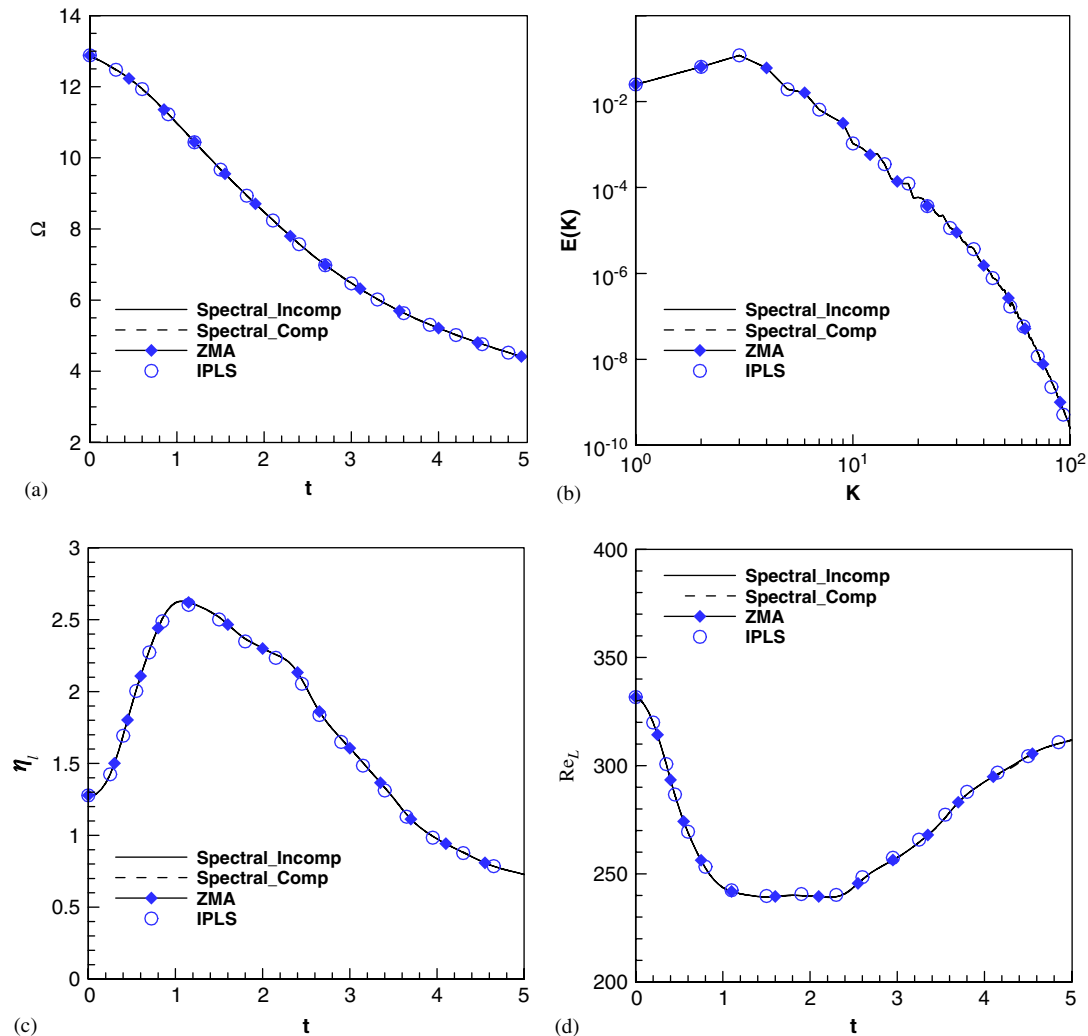 14
12
10
8
6
4
2
Ω
Spectral_Incomp
Spectral_Comp
ZMA
IPLS
0 1 2 3 4 5
t
(a)
10^-2
10^-4
10^-6
10^-8
10^-10
E(K)
Spectral_Incomp
Spectral_Comp
ZMA
IPLS
10^0 10^1 10^2
K
(b)
3
2.5
2
1.5
1
0.5
0
η_l
Spectral_Incomp
Spectral_Comp
ZMA
IPLS
0 1 2 3 4 5
t
(c)
400
350
300
250
200
Re_L
Spectral_Incomp
Spectral_Comp
ZMA
IPLS
0 1 2 3 4 5
t
(d)